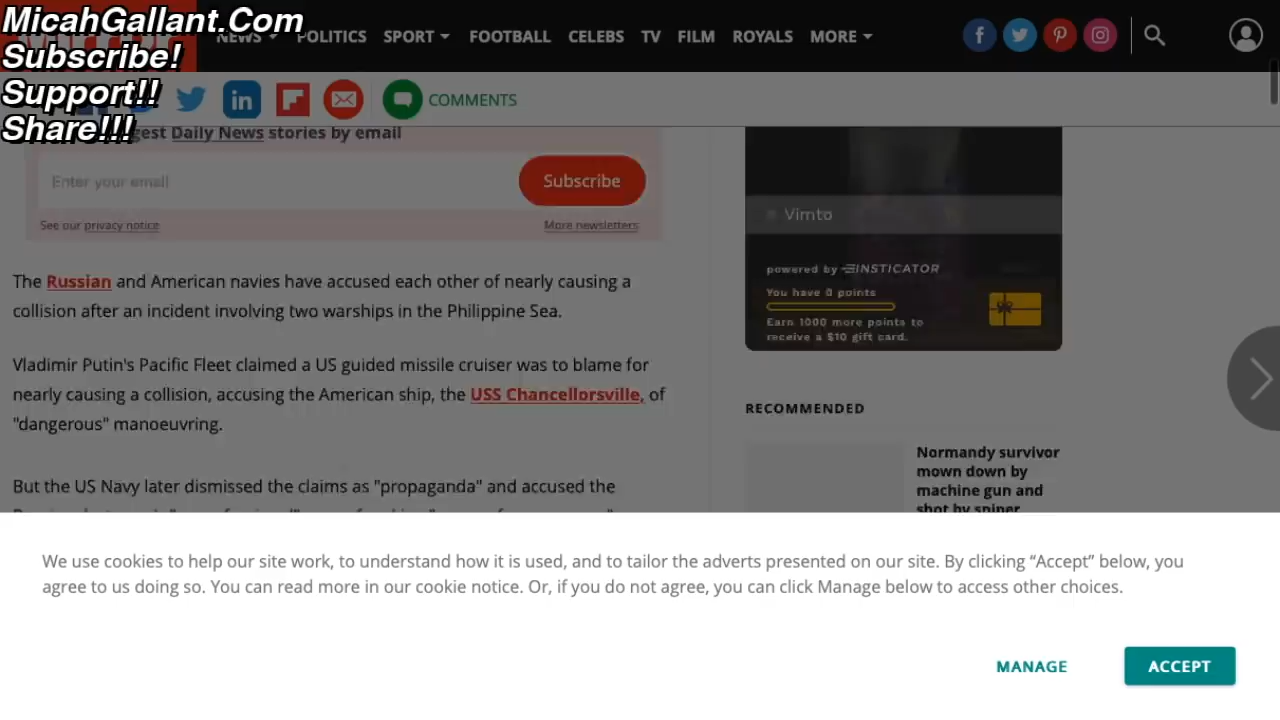 MicahGallant.Com
Subscribe!
Support!!
Share!!!
NEWS POLITICS SPORT FOOTBALL CELEBS TV FILM ROYALS MORE
COMMENTS
gest Daily News stories by email
Enter your email
Subscribe
See our privacy notice
More newsletters
The Russian and American navies have accused each other of nearly causing a
collision after an incident involving two warships in the Philippine Sea.
Vladimir Putin's Pacific Fleet claimed a US guided missile cruiser was to blame for
nearly causing a collision, accusing the American ship, the USS Chancellorsville, of
"dangerous" manoeuvring.
But the US Navy later dismissed the claims as "propaganda" and accused the
Vimto
powered by INSTICATOR
You have 0 points
Earn 1000 more points to
receive a $10 gift card.
RECOMMENDED
Normandy survivor
mown down by
machine gun and
shot by sniper
We use cookies to help our site work, to understand how it is used, and to tailor the adverts presented on our site. By clicking “Accept” below, you
agree to us doing so. You can read more in our cookie notice. Or, if you do not agree, you can click Manage below to access other choices.
MANAGE
ACCEPT